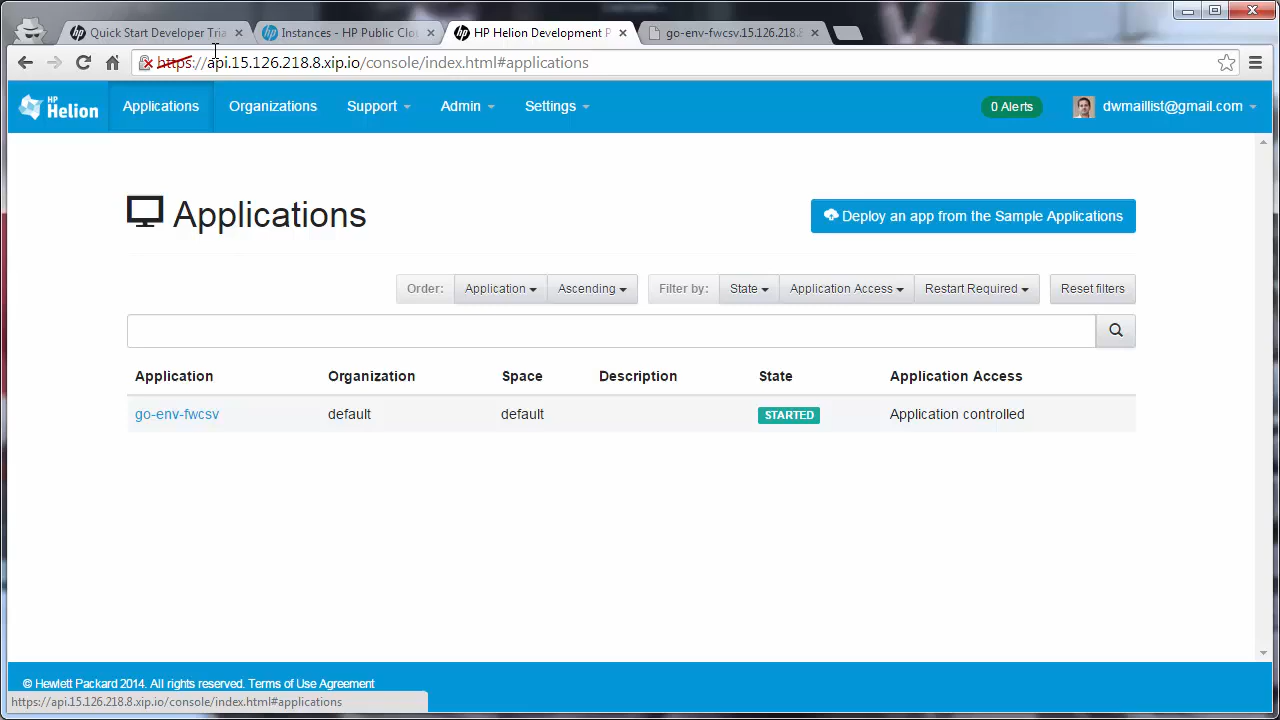 Quick Start Developer Tria
Instances - HP Public Clo
HP Helion Development P
go-env-fwcsv.15.126.218.8
https://api.15.126.218.8.xip.io/console/index.html#applications
HP Helion
Applications
Organizations
Support
Admin
Settings
0 Alerts
dwmaillist@gmail.com
Applications
Deploy an app from the Sample Applications
Order: Application Ascending Filter by: State Application Access Restart Required Reset filters
Application Organization Space Description State Application Access
go-env-fwcsv default default STARTED Application controlled
© Hewlett Packard 2014. All rights reserved. Terms of Use Agreement
https://api.15.126.218.8.xip.io/console/index.html#applications